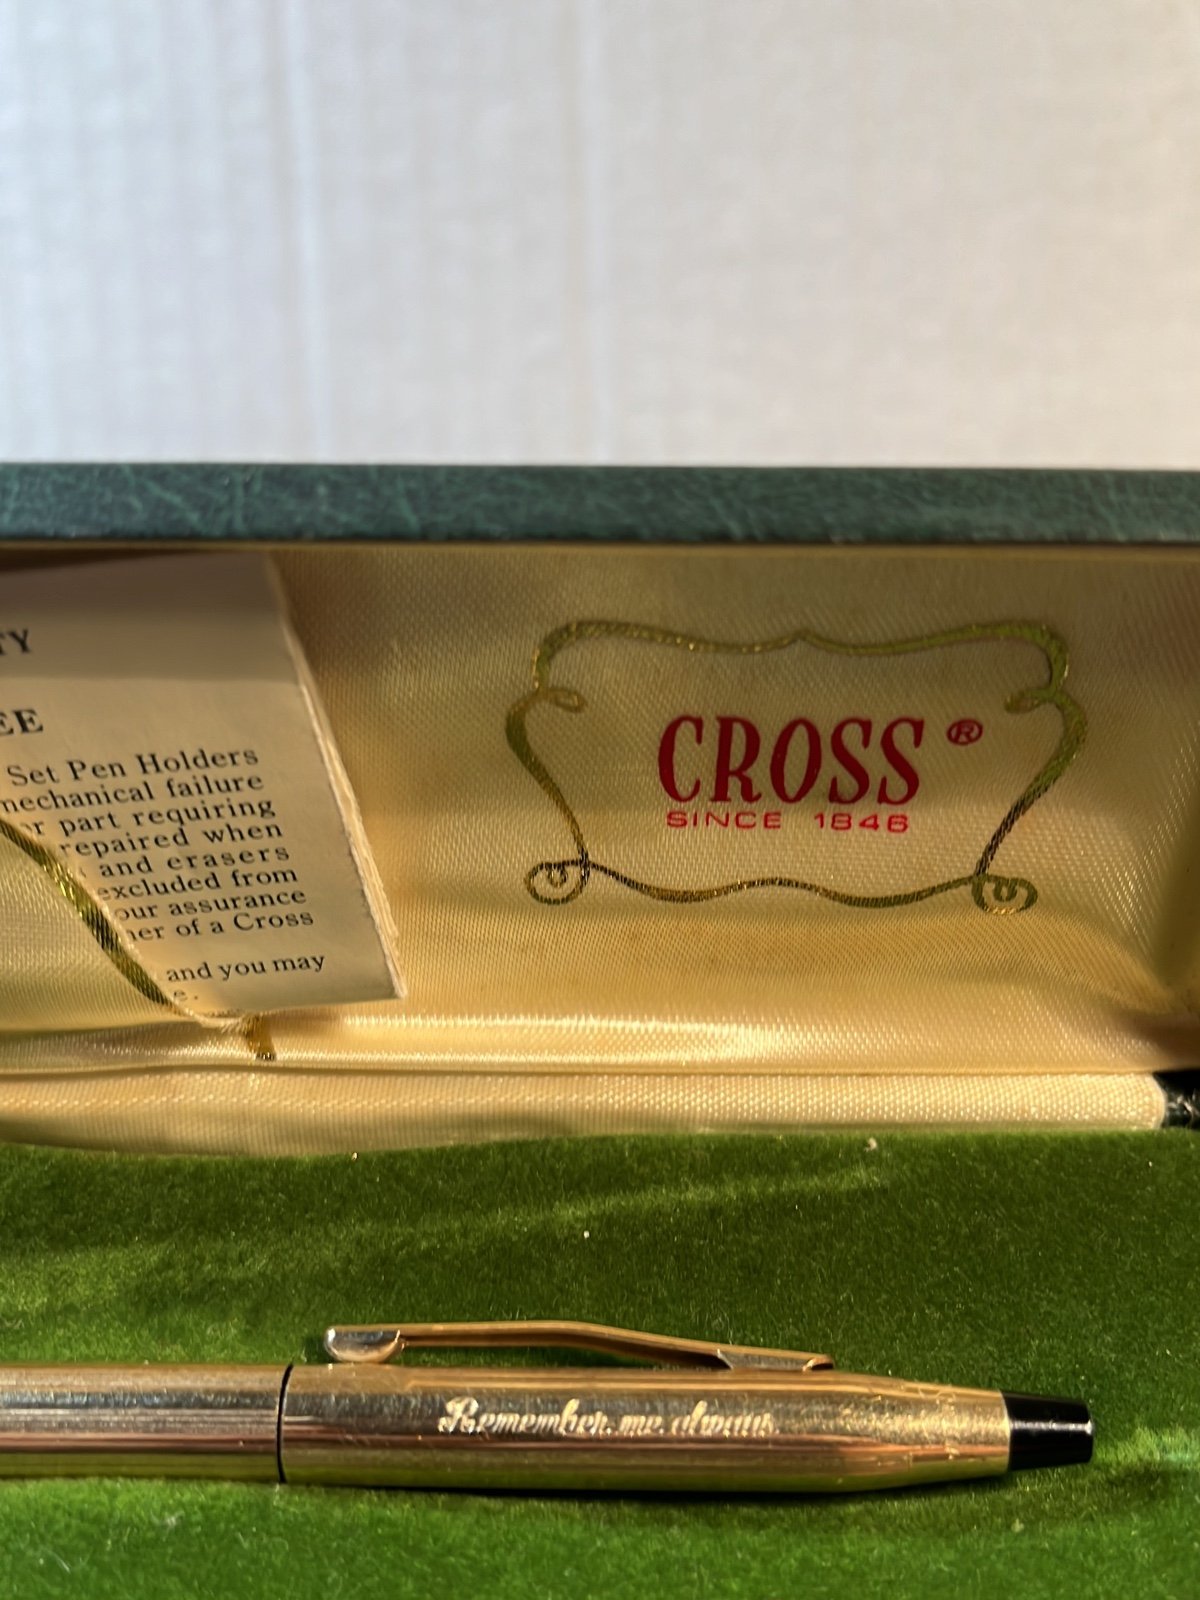 TY
EE
Set Pen Holders
mechanical failure
or part requiring
repaired when
and erasers
excluded from
our assurance
ner of a Cross
and you may
e.
CROSS ®
SINCE 1846
Remember me always